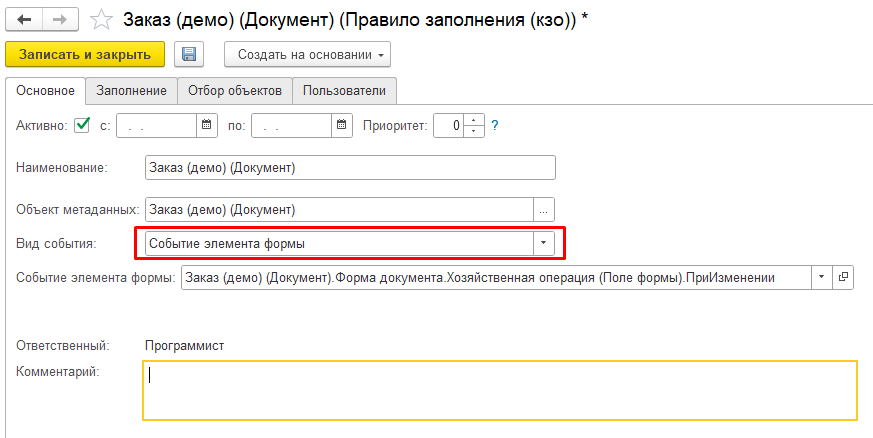 Заказ (демо) (Документ) (Правило заполнения (кзо)) *
Записать и закрыть Создать на основании
Основное Заполнение Отбор объектов Пользователи
Активно: с: . . по: . . Приоритет: 0 ?
Наименование: Заказ (демо) (Документ)
Объект метаданных: Заказ (демо) (Документ) ...
Вид события: Событие элемента формы
Событие элемента формы: Заказ (демо) (Документ).Форма документа.Хозяйственная операция (Поле формы).ПриИзменении
Ответственный: Программист
Комментарий: